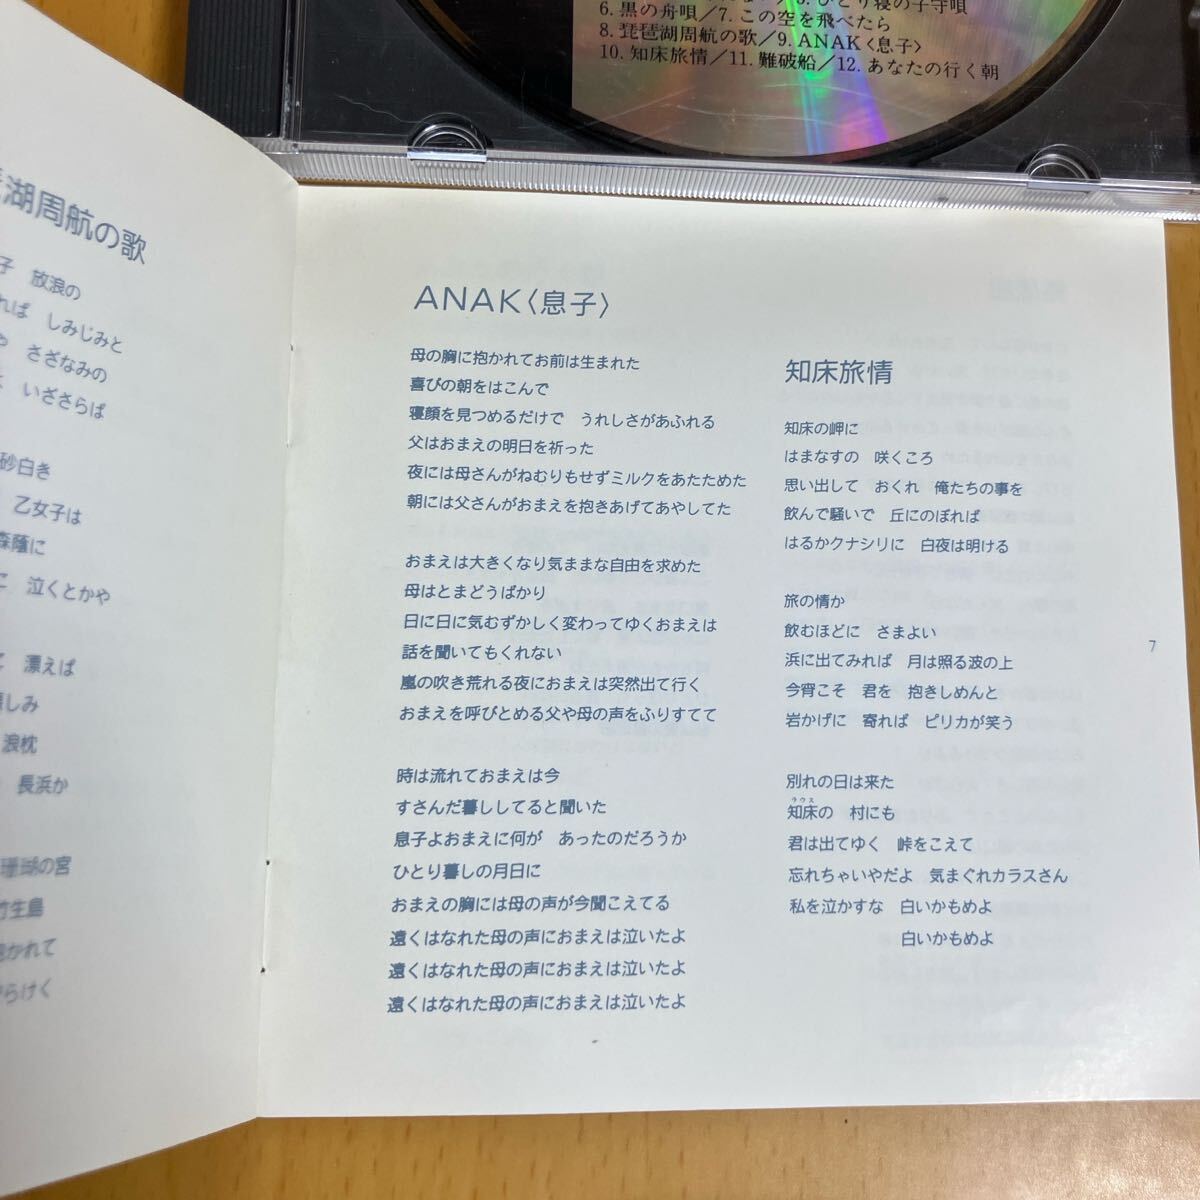 6. 黒の舟唄/7. この空を飛べたら
8. 琵琶湖周航の歌/9. ANAK〈息子〉
10. 知床旅情/11. 難破船/12. あなたの行く朝
湖周航の歌
子　放浪の
れば　しみじみと
や　さざなみの
いざさらば
砂白き
乙女子は
森蔭に
に　泣くとかや
て　漂えば
しみ
浪枕
長浜か
珊瑚の宮
竹生島
抱かれて
らけく
ANAK〈息子〉
母の胸に抱かれてお前は生まれた
喜びの朝をはこんで
寝顔を見つめるだけで　うれしさがあふれる
父はおまえの明日を祈った
夜には母さんがねむりもせずミルクをあたためた
朝には父さんがおまえを抱きあげてあやしてた
おまえは大きくなり気ままな自由を求めた
母はとまどうばかり
日に日に気むずかしく変わってゆくおまえは
話を聞いてもくれない
嵐の吹き荒れる夜におまえは突然出て行く
おまえを呼びとめる父や母の声をふりすてて
時は流れておまえは今
すさんだ暮ししてると聞いた
息子よおまえに何が　あったのだろうか
ひとり暮しの月日に
おまえの胸には母の声が今聞こえてる
遠くはなれた母の声におまえは泣いたよ
遠くはなれた母の声におまえは泣いたよ
遠くはなれた母の声におまえは泣いたよ
知床旅情
知床の岬に
はまなすの　咲くころ
思い出して　おくれ　俺たちの事を
飲んで騒いで　丘にのぼれば
はるかクナシリに　白夜は明ける
旅の情か
飲むほどに　さまよい
浜に出てみれば　月は照る波の上
今宵こそ　君を　抱きしめんと
岩かげに　寄れば　ピリカが笑う
別れの日は来た
ラウス
知床の　村にも
君は出てゆく　峠をこえて
忘れちゃいやだよ　気まぐれカラスさん
私を泣かすな　白いかもめよ
白いかもめよ
7